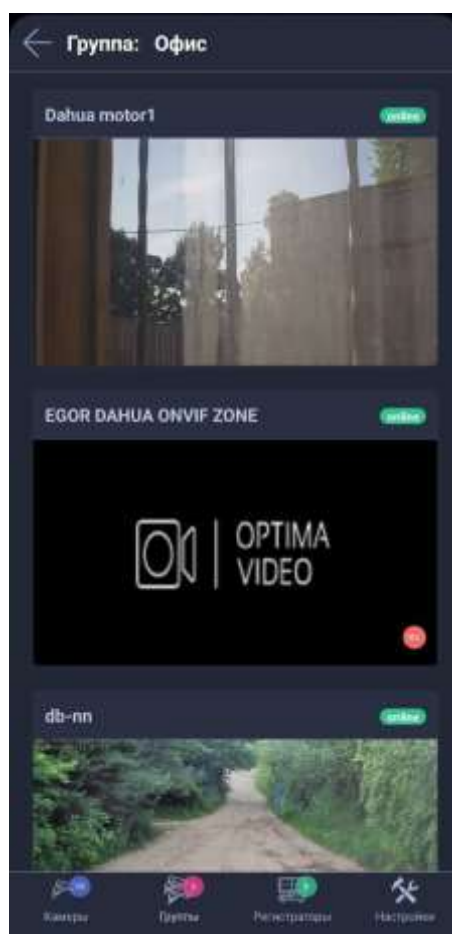 Группа: Офис
Dahua motor1
online
EGOR DAHUA ONVIF ZONE
online
OPTIMA
VIDEO
db-nn
online
Камеры
Группы
Регистраторы
Настройки